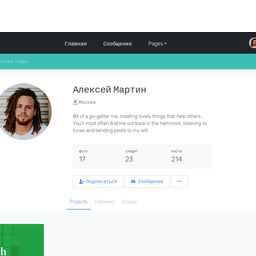 Главная Сообщения Pages
Content Creator
Алексей Мартин
Москва
Bit of a go-getter me, creating lovely things that help others.
You'll most often find me out back in the hammock, listening to
tunes and bending pixels to my will.
фото следит посты
17 23 214
Подписаться Сообщение ...
Projects Followers Groups